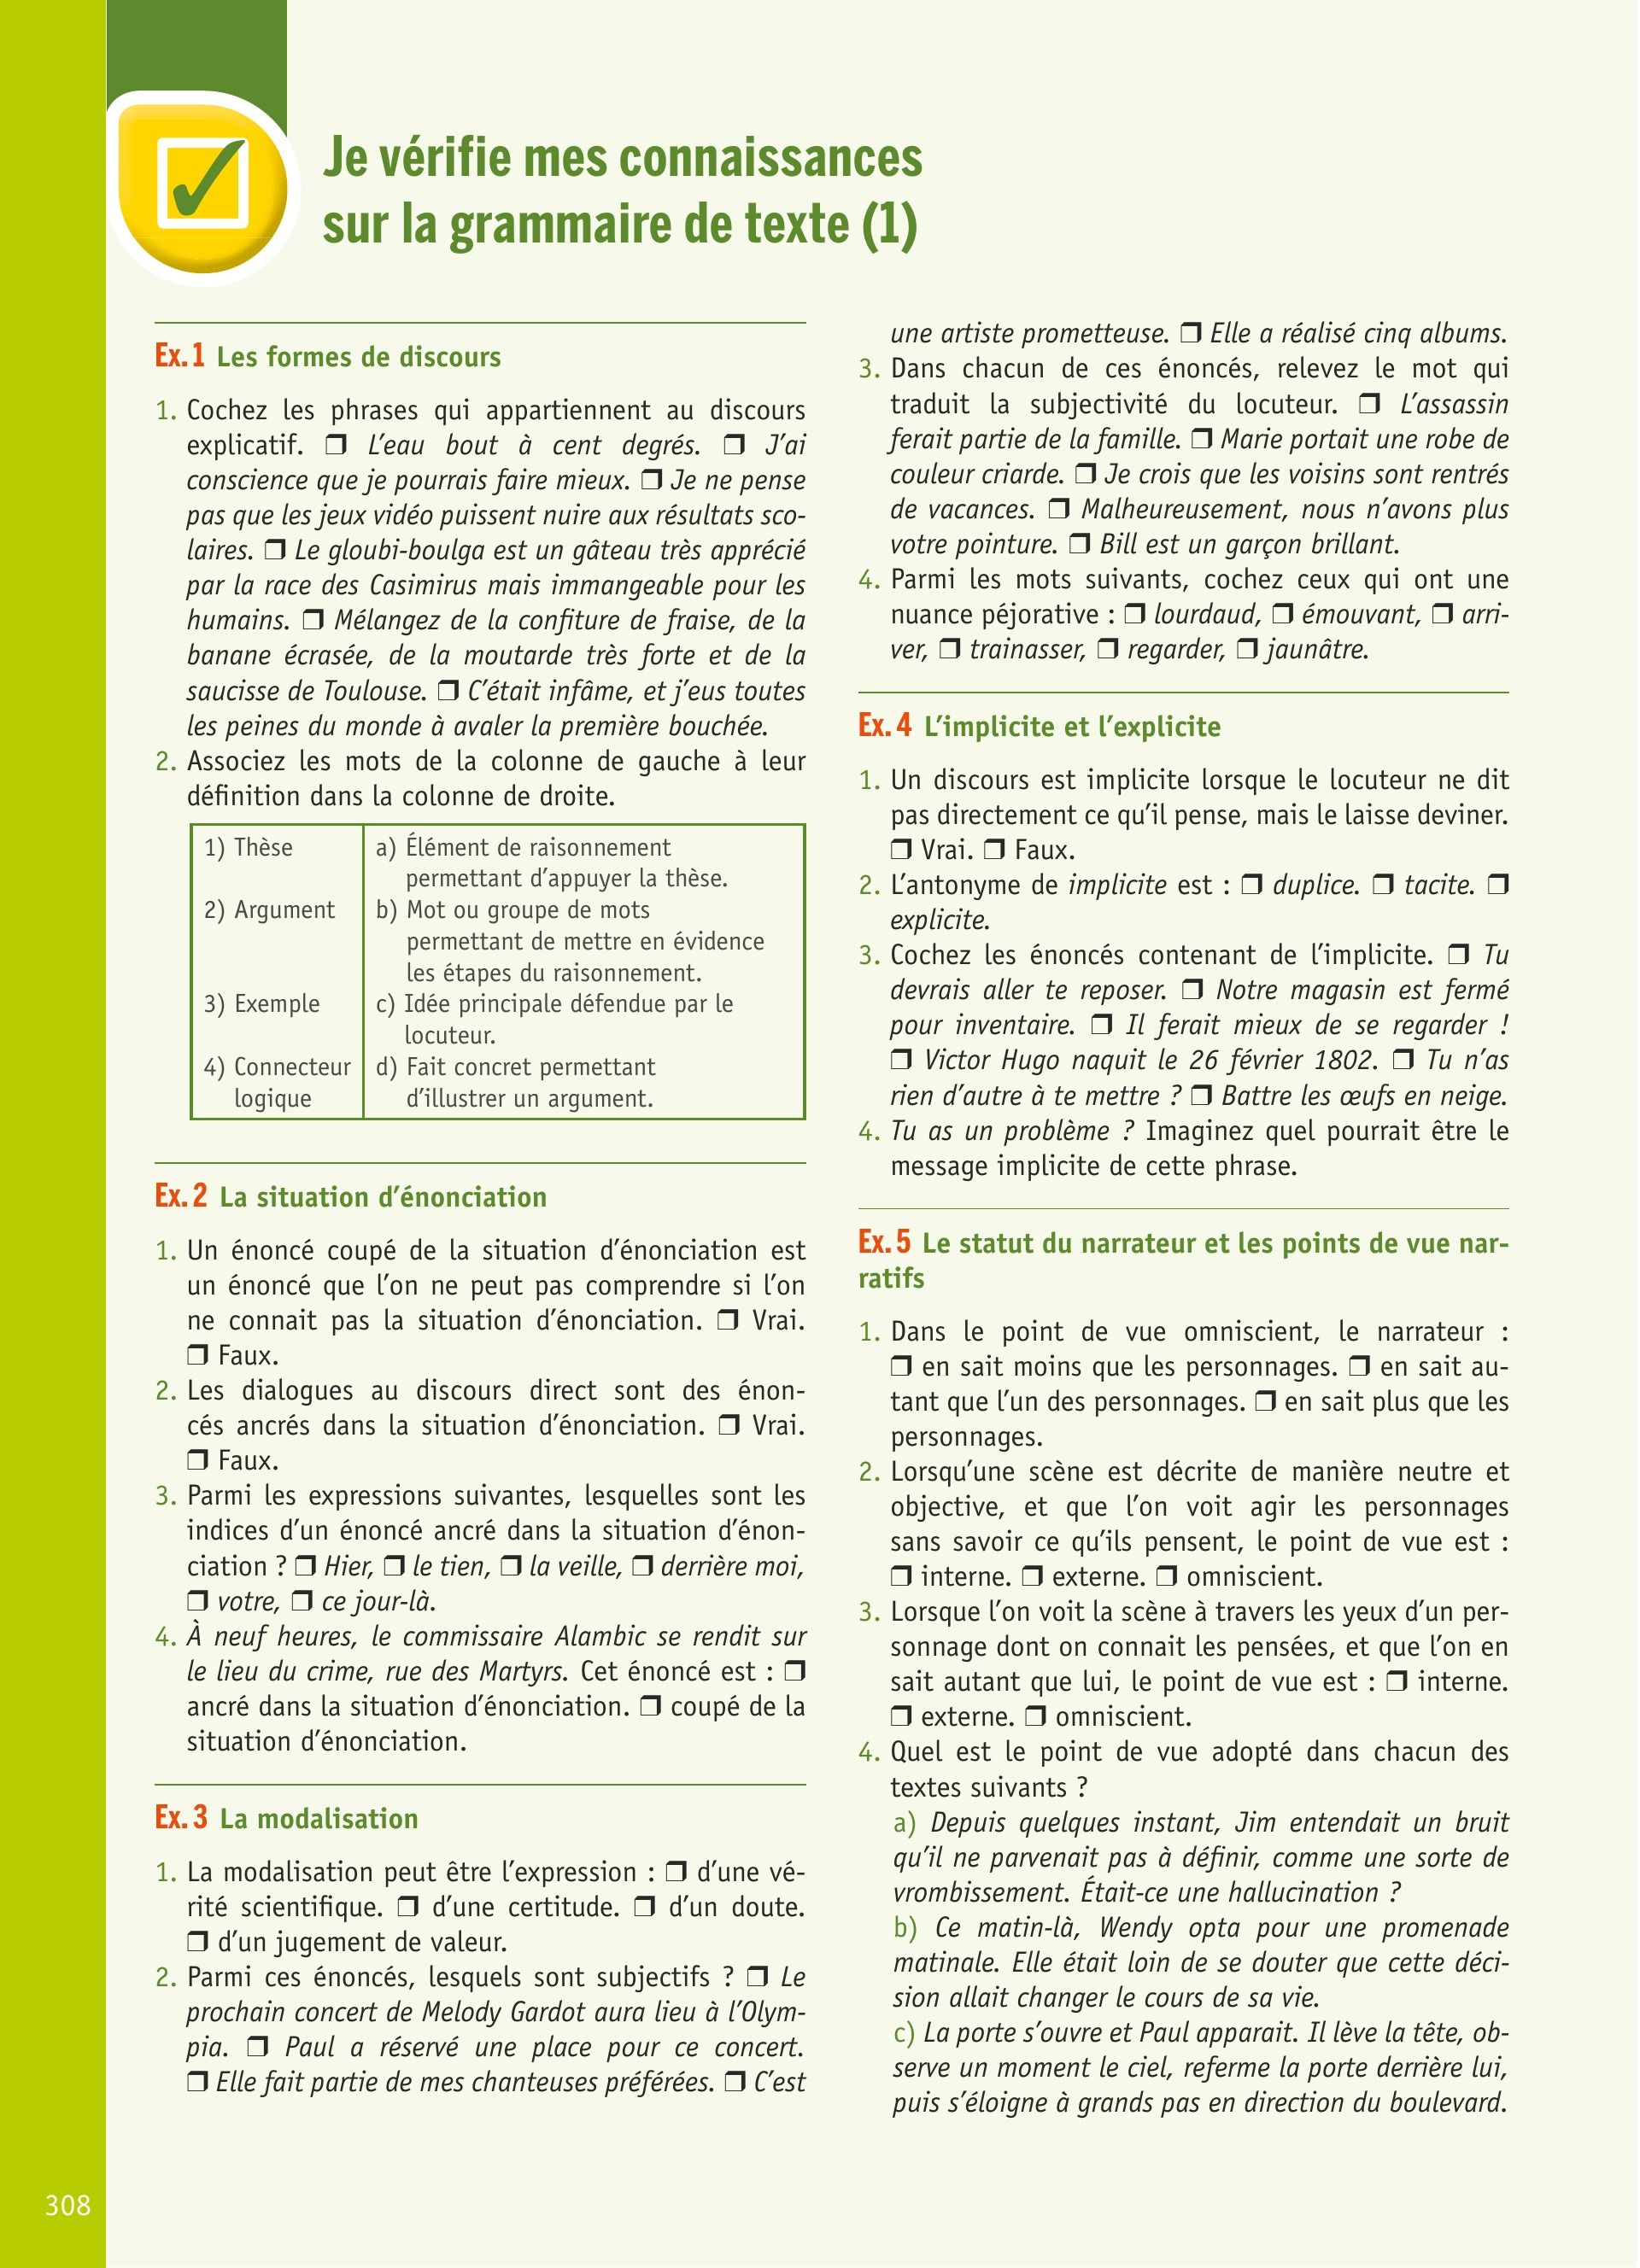 Je vérifie mes connaissances
sur la grammaire de texte (1)
Ex. 1 Les formes de discours
1. Cochez les phrases qui appartiennent au discours
explicatif. ❒ L’eau bout à cent degrés. ❒ J’ai
conscience que je pourrais faire mieux. ❒ Je ne pense
pas que les jeux vidéo puissent nuire aux résultats sco-
laires. ❒ Le gloubi-boulga est un gâteau très apprécié
par la race des Casimirus mais immangeable pour les
humains. ❒ Mélangez de la confiture de fraise, de la
banane écrasée, de la moutarde très forte et de la
saucisse de Toulouse. ❒ C’était infâme, et j’eus toutes
les peines du monde à avaler la première bouchée.
2. Associez les mots de la colonne de gauche à leur
définition dans la colonne de droite.
1) Thèse a) Élément de raisonnement
permettant d’appuyer la thèse.
2) Argument b) Mot ou groupe de mots
permettant de mettre en évidence
les étapes du raisonnement.
3) Exemple c) Idée principale défendue par le
locuteur.
4) Connecteur d) Fait concret permettant
logique d’illustrer un argument.
Ex. 2 La situation d’énonciation
1. Un énoncé coupé de la situation d’énonciation est
un énoncé que l’on ne peut pas comprendre si l’on
ne connait pas la situation d’énonciation. ❒ Vrai.
❒ Faux.
2. Les dialogues au discours direct sont des énon-
cés ancrés dans la situation d’énonciation. ❒ Vrai.
❒ Faux.
3. Parmi les expressions suivantes, lesquelles sont les
indices d’un énoncé ancré dans la situation d’énon-
ciation ? ❒ Hier, ❒ le tien, ❒ la veille, ❒ derrière moi,
❒ votre, ❒ ce jour-là.
4. À neuf heures, le commissaire Alambic se rendit sur
le lieu du crime, rue des Martyrs. Cet énoncé est : ❒
ancré dans la situation d’énonciation. ❒ coupé de la
situation d’énonciation.
Ex. 3 La modalisation
1. La modalisation peut être l’expression : ❒ d’une vé-
rité scientifique. ❒ d’une certitude. ❒ d’un doute.
❒ d’un jugement de valeur.
2. Parmi ces énoncés, lesquels sont subjectifs ? ❒ Le
prochain concert de Melody Gardot aura lieu à l’Olym-
pia. ❒ Paul a réservé une place pour ce concert.
❒ Elle fait partie de mes chanteuses préférées. ❒ C’est
une artiste prometteuse. ❒ Elle a réalisé cinq albums.
3. Dans chacun de ces énoncés, relevez le mot qui
traduit la subjectivité du locuteur. ❒ L’assassin
ferait partie de la famille. ❒ Marie portait une robe de
couleur criarde. ❒ Je crois que les voisins sont rentrés
de vacances. ❒ Malheureusement, nous n’avons plus
votre pointure. ❒ Bill est un garçon brillant.
4. Parmi les mots suivants, cochez ceux qui ont une
nuance péjorative : ❒ lourdaud, ❒ émouvant, ❒ arri-
ver, ❒ trainasser, ❒ regarder, ❒ jaunâtre.
Ex. 4 L’implicite et l’explicite
1. Un discours est implicite lorsque le locuteur ne dit
pas directement ce qu’il pense, mais le laisse deviner.
❒ Vrai. ❒ Faux.
2. L’antonyme de implicite est : ❒ duplice. ❒ tacite. ❒
explicite.
3. Cochez les énoncés contenant de l’implicite. ❒ Tu
devrais aller te reposer. ❒ Notre magasin est fermé
pour inventaire. ❒ Il ferait mieux de se regarder !
❒ Victor Hugo naquit le 26 février 1802. ❒ Tu n’as
rien d’autre à te mettre ? ❒ Battre les œufs en neige.
4. Tu as un problème ? Imaginez quel pourrait être le
message implicite de cette phrase.
Ex. 5 Le statut du narrateur et les points de vue nar-
ratifs
1. Dans le point de vue omniscient, le narrateur :
❒ en sait moins que les personnages. ❒ en sait au-
tant que l’un des personnages. ❒ en sait plus que les
personnages.
2. Lorsqu’une scène est décrite de manière neutre et
objective, et que l’on voit agir les personnages
sans savoir ce qu’ils pensent, le point de vue est :
❒ interne. ❒ externe. ❒ omniscient.
3. Lorsque l’on voit la scène à travers les yeux d’un per-
sonnage dont on connait les pensées, et que l’on en
sait autant que lui, le point de vue est : ❒ interne.
❒ externe. ❒ omniscient.
4. Quel est le point de vue adopté dans chacun des
textes suivants ?
a) Depuis quelques instant, Jim entendait un bruit
qu’il ne parvenait pas à définir, comme une sorte de
vrombissement. Était-ce une hallucination ?
b) Ce matin-là, Wendy opta pour une promenade
matinale. Elle était loin de se douter que cette déci-
sion allait changer le cours de sa vie.
c) La porte s’ouvre et Paul apparait. Il lève la tête, ob-
serve un moment le ciel, referme la porte derrière lui,
puis s’éloigne à grands pas en direction du boulevard.
308